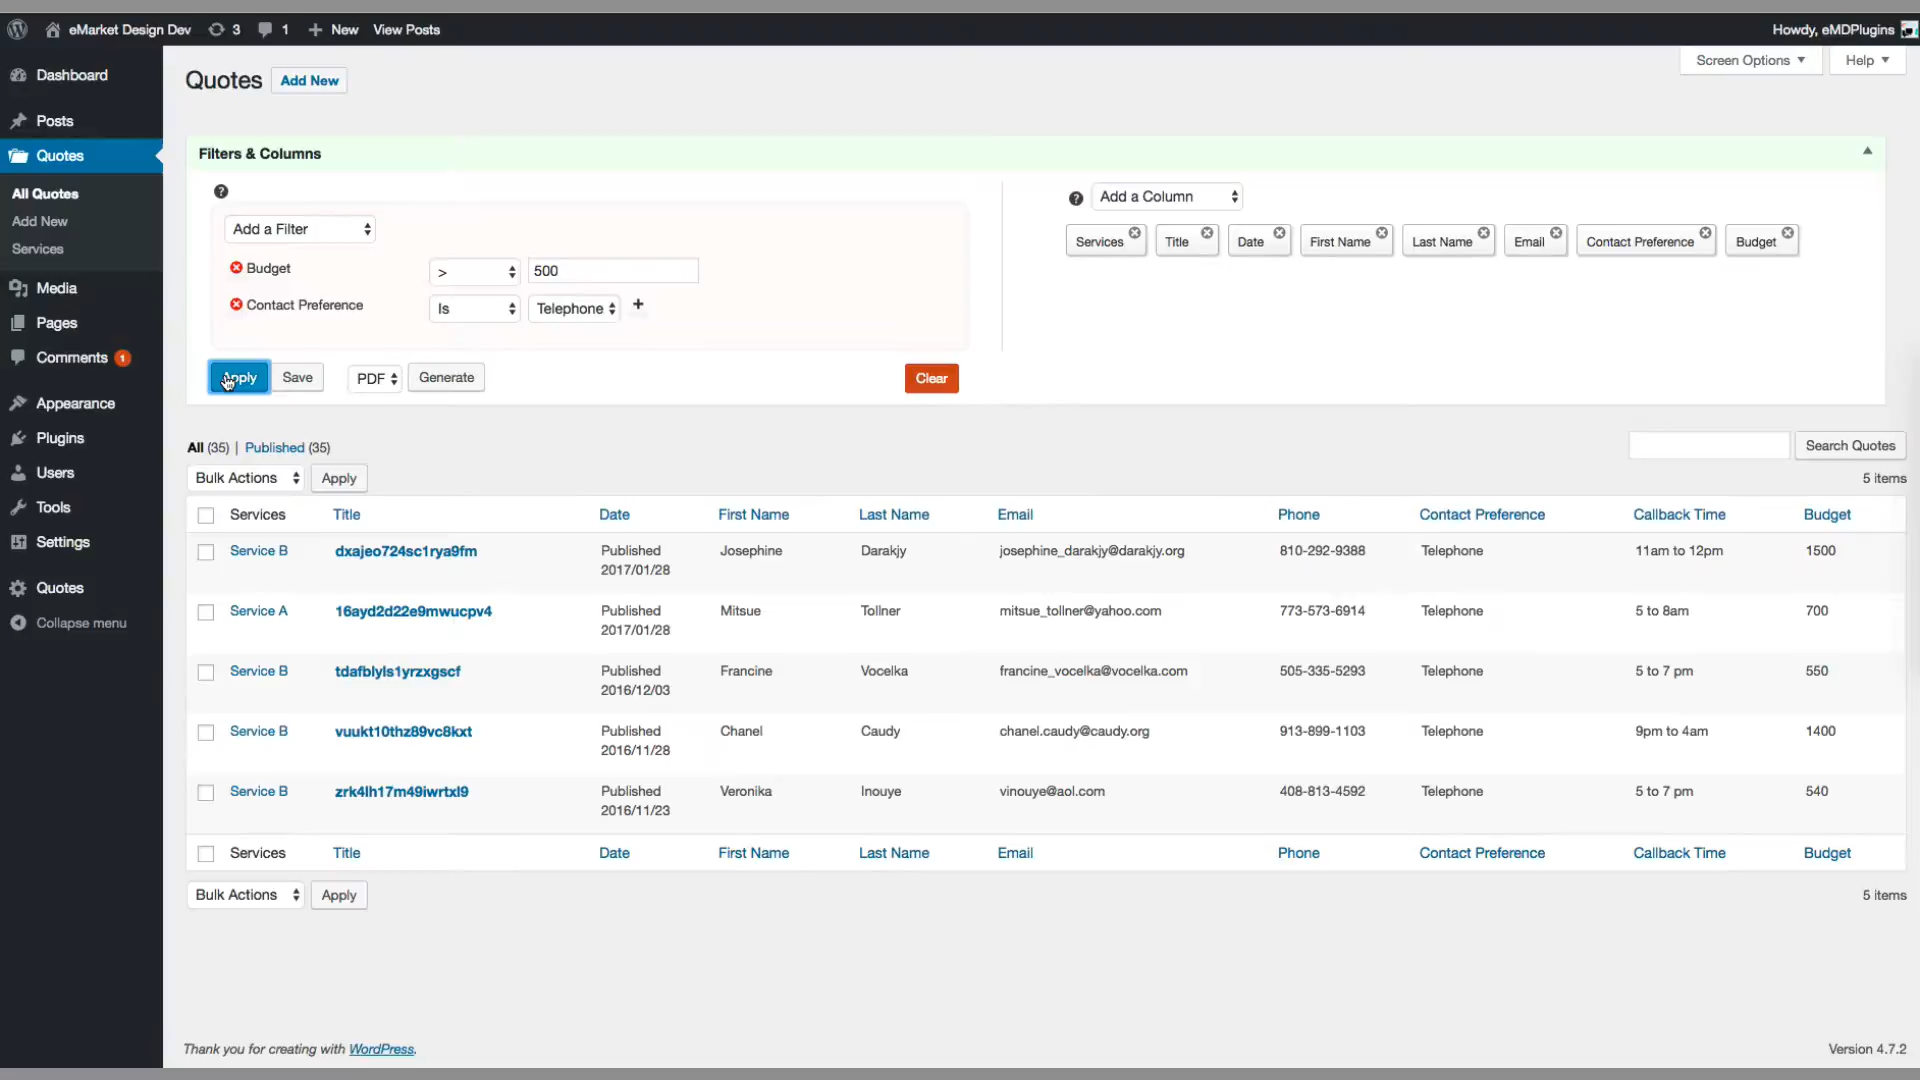 eMarket Design Dev 3 1 New View Posts Howdy, eMDPlugins
Screen Options Help
Dashboard
Posts
Quotes
All Quotes
Add New
Services
Media
Pages
Comments 1
Appearance
Plugins
Users
Tools
Settings
Quotes
Collapse menu
Quotes Add New
Filters & Columns
Add a Filter
Budget > 500
Contact Preference Is Telephone +
Apply Save PDF Generate Clear
Add a Column
Services Title Date First Name Last Name Email Contact Preference Budget
All (35) | Published (35)
Search Quotes
Bulk Actions Apply 5 items
Services Title Date First Name Last Name Email Phone Contact Preference Callback Time Budget
Service B dxajeo724sc1rya9fm Published Josephine Darakjy josephine_darakjy@darakjy.org 810-292-9388 Telephone 11am to 12pm 1500
2017/01/28
Service A 16ayd2d22e9mwucpv4 Published Mitsue Tollner mitsue_tollner@yahoo.com 773-573-6914 Telephone 5 to 8am 700
2017/01/28
Service B tdafblyls1yrzxgscf Published Francine Vocelka francine_vocelka@vocelka.com 505-335-5293 Telephone 5 to 7 pm 550
2016/12/03
Service B vuukt10thz89vc8kxt Published Chanel Caudy chanel.caudy@caudy.org 913-899-1103 Telephone 9pm to 4am 1400
2016/11/28
Service B zrk4lh17m49iwrtxl9 Published Veronika Inouye vinouye@aol.com 408-813-4592 Telephone 5 to 7 pm 540
2016/11/23
Services Title Date First Name Last Name Email Phone Contact Preference Callback Time Budget
Bulk Actions Apply 5 items
Thank you for creating with WordPress. Version 4.7.2